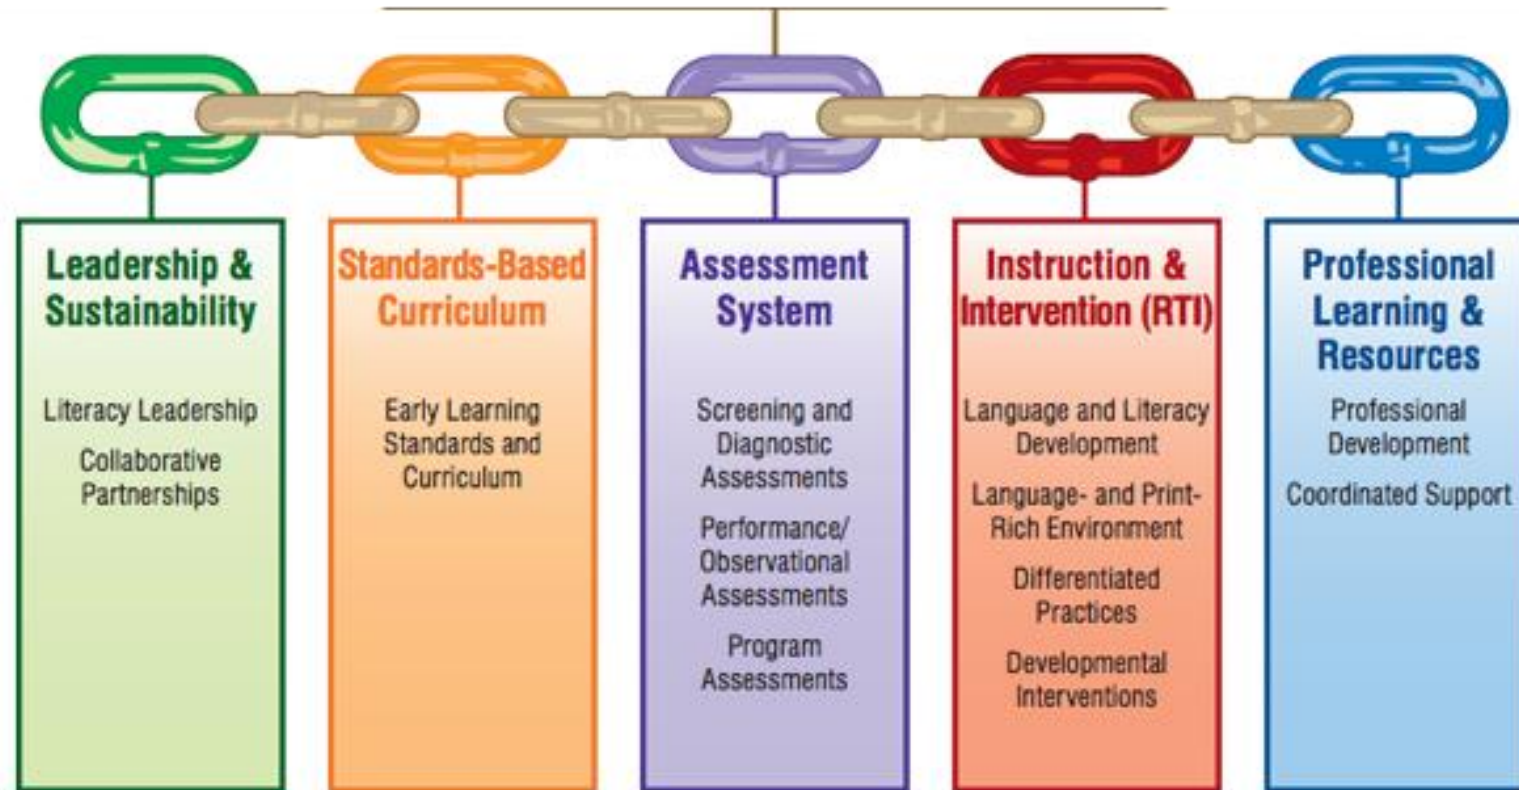 Leadership &
Sustainability
Literacy Leadership
Collaborative
Partnerships
Standards-Based
Curriculum
Early Learning
Standards and
Curriculum
Assessment
System
Screening and
Diagnostic
Assessments
Performance/
Observational
Assessments
Program
Assessments
Instruction &
Intervention (RTI)
Language and Literacy
Development
Language- and Print-
Rich Environment
Differentiated
Practices
Developmental
Interventions
Professional
Learning &
Resources
Professional
Development
Coordinated Support